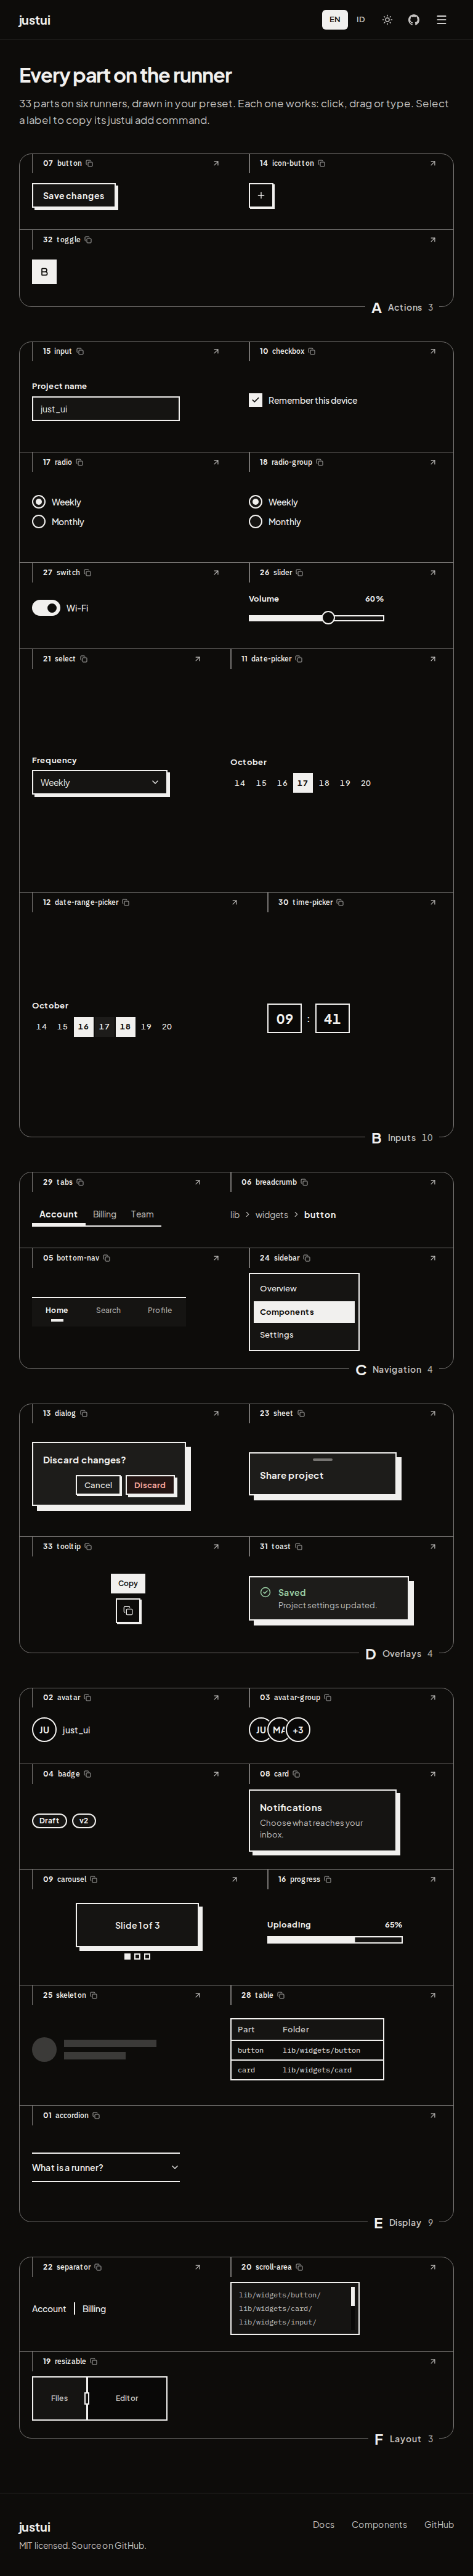 justui
EN ID
Every part on the runner
33 parts on six runners, drawn in your preset. Each one works: click, drag or type. Select
a label to copy its justui add command.
07 button
14 icon-button
Save changes
32 toggle
B
A Actions 3
15 input
10 checkbox
Project name
just_ui
Remember this device
17 radio
18 radio-group
Weekly
Monthly
Weekly
Monthly
27 switch
26 slider
Wi-Fi
Volume 60%
21 select
11 date-picker
Frequency
Weekly
October
14 15 16 17 18 19 20
12 date-range-picker
30 time-picker
October
14 15 16 17 18 19 20
09 : 41
B Inputs 10
29 tabs
06 breadcrumb
Account Billing Team
lib > widgets > button
05 bottom-nav
24 sidebar
Home Search Profile
Overview
Components
Settings
C Navigation 4
13 dialog
23 sheet
Discard changes?
Cancel Discard
Share project
33 tooltip
31 toast
Copy
Saved
Project settings updated.
D Overlays 4
02 avatar
03 avatar-group
JU just_ui
JU MA +3
04 badge
08 card
Draft v2
Notifications
Choose what reaches your
inbox.
09 carousel
16 progress
Slide 1 of 3
Uploading 65%
25 skeleton
28 table
Part Folder
button lib/widgets/button
card lib/widgets/card
01 accordion
What is a runner?
E Display 9
22 separator
20 scroll-area
Account Billing
lib/widgets/button/
lib/widgets/card/
lib/widgets/input/
19 resizable
Files Editor
F Layout 3
justui
Docs Components GitHub
MIT licensed. Source on GitHub.